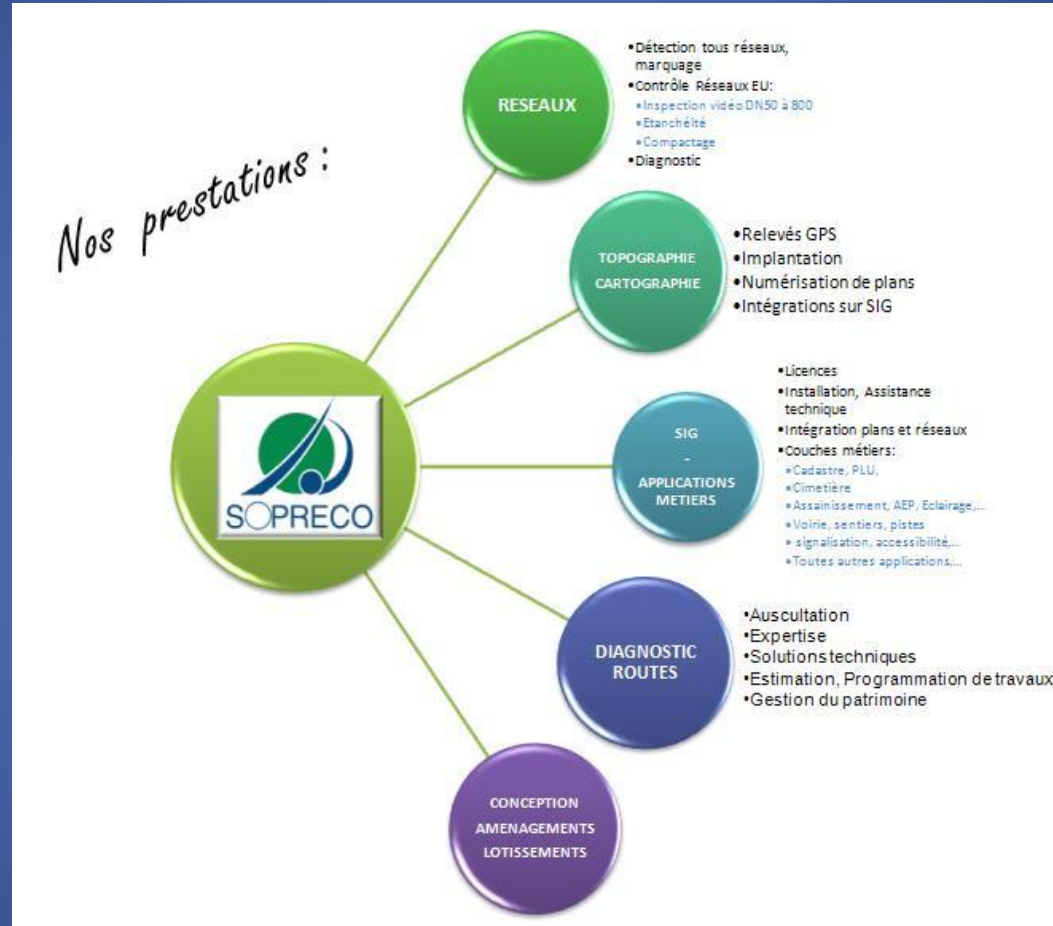 Nos prestations :
SOPRECO
RESEAUX
•Détection tous réseaux,
marquage
•Contrôle Réseaux EU:
•Inspection vidéo DN50 à 800
•Etanchéité
•Compactage
•Diagnostic
TOPOGRAPHIE
CARTOGRAPHIE
•Relevés GPS
•Implantation
•Numérisation de plans
•Intégrations sur SIG
SIG
-
APPLICATIONS
METIERS
•Licences
•Installation, Assistance
technique
•Intégration plans et réseaux
•Couches métiers:
•Cadastre, PLU,
•Cimetière
•Assainissement, AEP, Eclairage,...
•Voirie, sentiers, pistes
• signalisation, accessibilité,...
•Toutes autres applications....
DIAGNOSTIC
ROUTES
•Auscultation
•Expertise
•Solutions techniques
•Estimation, Programmation de travaux
•Gestion du patrimoine
CONCEPTION
AMENAGEMENTS
LOTISSEMENTS